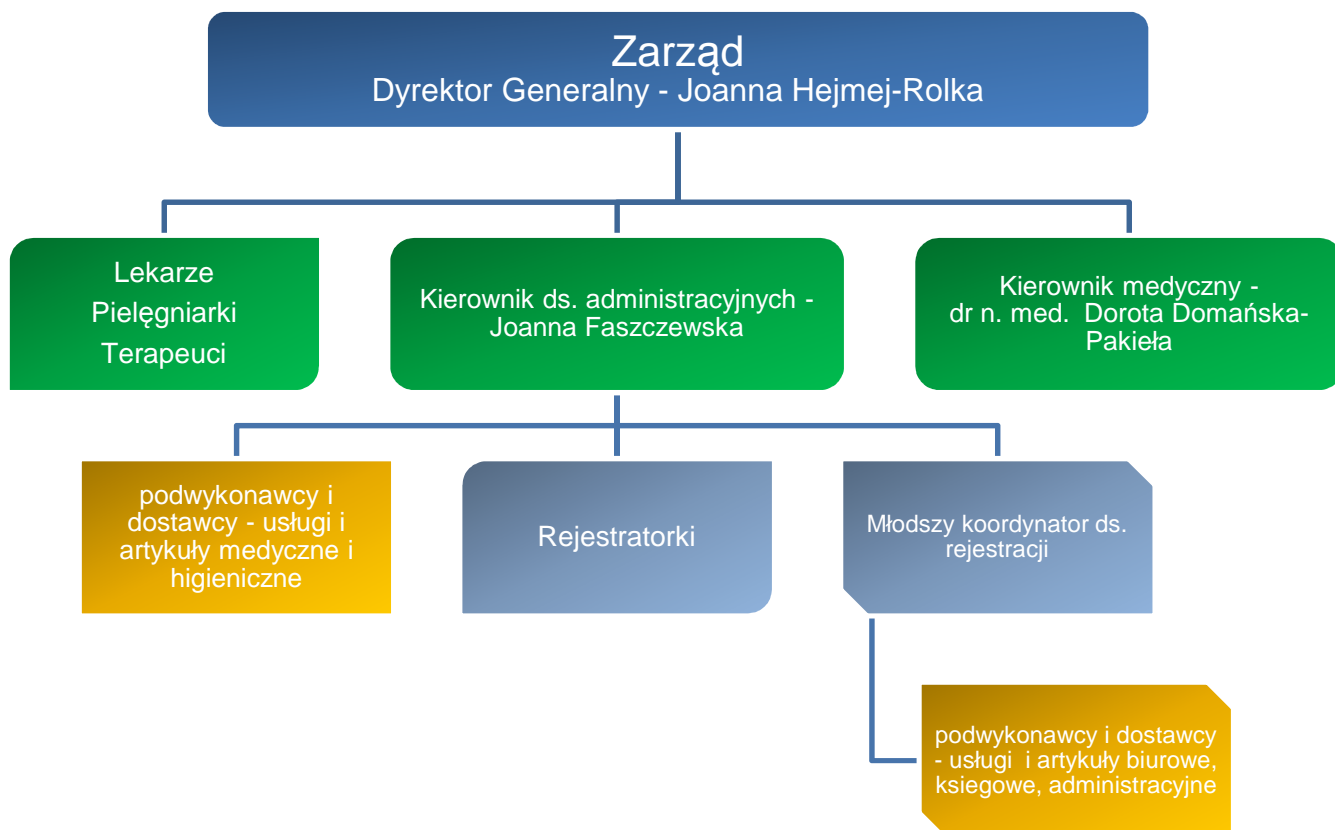 Zarząd
Dyrektor Generalny - Joanna Hejmej-Rolka
Lekarze
Pielęgniarki
Terapeuci
Kierownik ds. administracyjnych -
Joanna Faszczewska
Kierownik medyczny -
dr n. med. Dorota Domańska-
Pakieła
podwykonawcy i
dostawcy - usługi i
artykuły medyczne i
higieniczne
Rejestratorki
Młodszy koordynator ds.
rejestracji
podwykonawcy i dostawcy
- usługi i artykuły biurowe,
ksiegowe, administracyjne